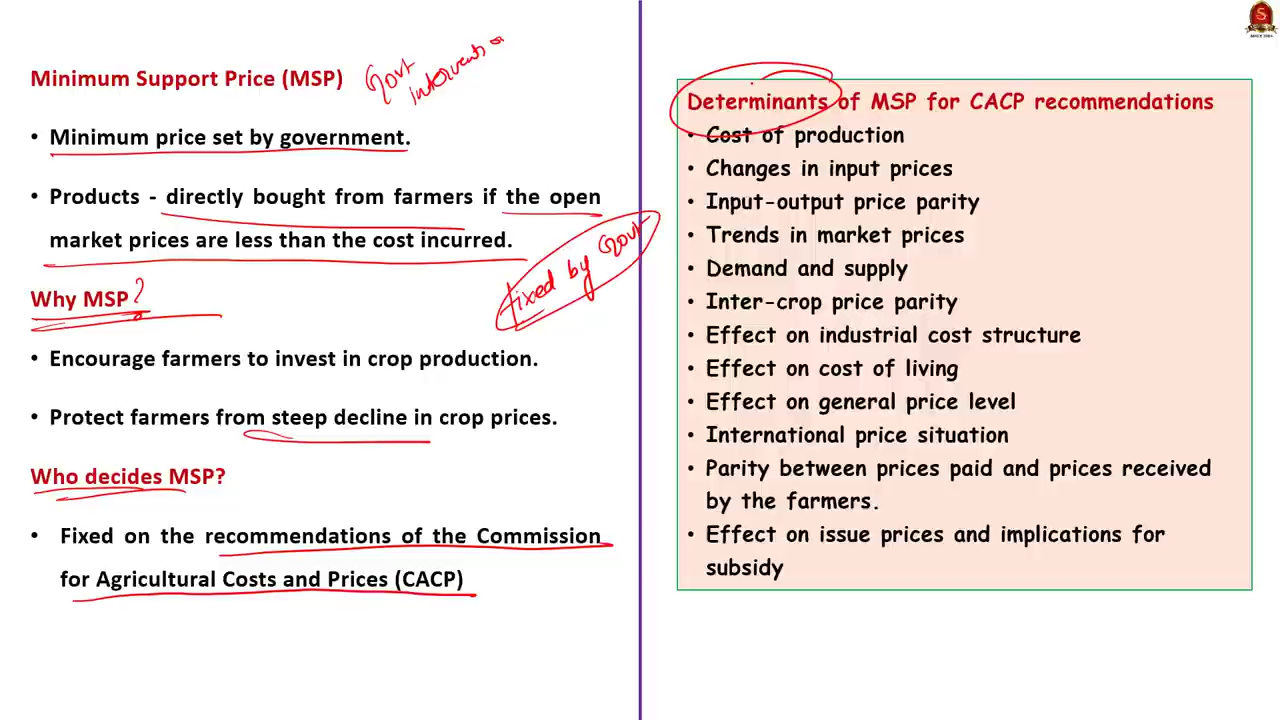 Minimum Support Price (MSP)
Govt
intervention
• Minimum price set by government.
• Products - directly bought from farmers if the open
market prices are less than the cost incurred.
fixed by Govt
Why MSP?
• Encourage farmers to invest in crop production.
• Protect farmers from steep decline in crop prices.
Who decides MSP?
• Fixed on the recommendations of the Commission
for Agricultural Costs and Prices (CACP)
Determinants of MSP for CACP recommendations
• Cost of production
• Changes in input prices
• Input-output price parity
• Trends in market prices
• Demand and supply
• Inter-crop price parity
• Effect on industrial cost structure
• Effect on cost of living
• Effect on general price level
• International price situation
• Parity between prices paid and prices received
by the farmers.
• Effect on issue prices and implications for
subsidy